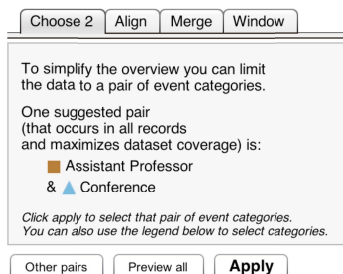 Choose 2 Align Merge Window
To simplify the overview you can limit
the data to a pair of event categories.
One suggested pair
(that occurs in all records
and maximizes dataset coverage) is:
Assistant Professor
& Conference
Click apply to select that pair of event categories.
You can also use the legend below to select categories.
Other pairs Preview all Apply